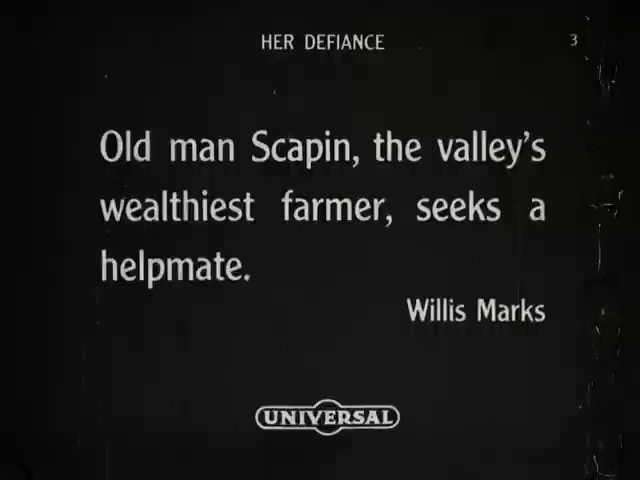 HER DEFIANCE 3
Old man Scapin, the valley's
wealthiest farmer, seeks a
helpmate.
Willis Marks
UNIVERSAL